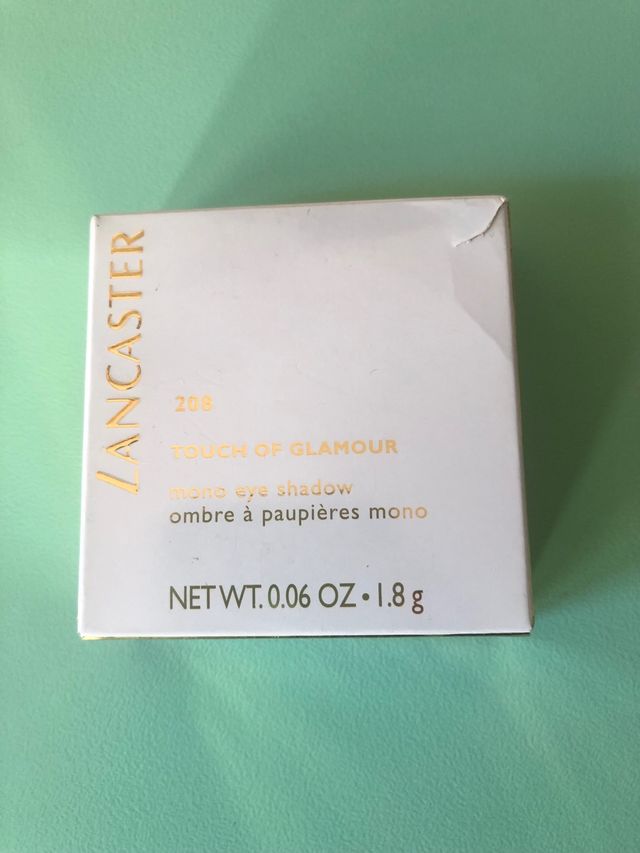 LANCASTER
208
TOUCH OF GLAMOUR
mono eye shadow
ombre à paupières mono
NET WT. 0.06 OZ • 1.8 g